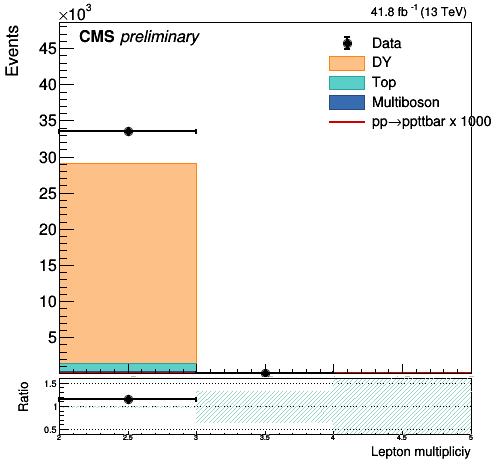 ×10³
41.8 fb⁻¹ (13 TeV)
CMS preliminary
Events
Data
DY
Top
Multiboson
pp→ppttbar x 1000
45
40
35
30
25
20
15
10
5
Ratio
1.5
1
0.5
2 2.5 3 3.5 4 4.5 5
Lepton multipliciy